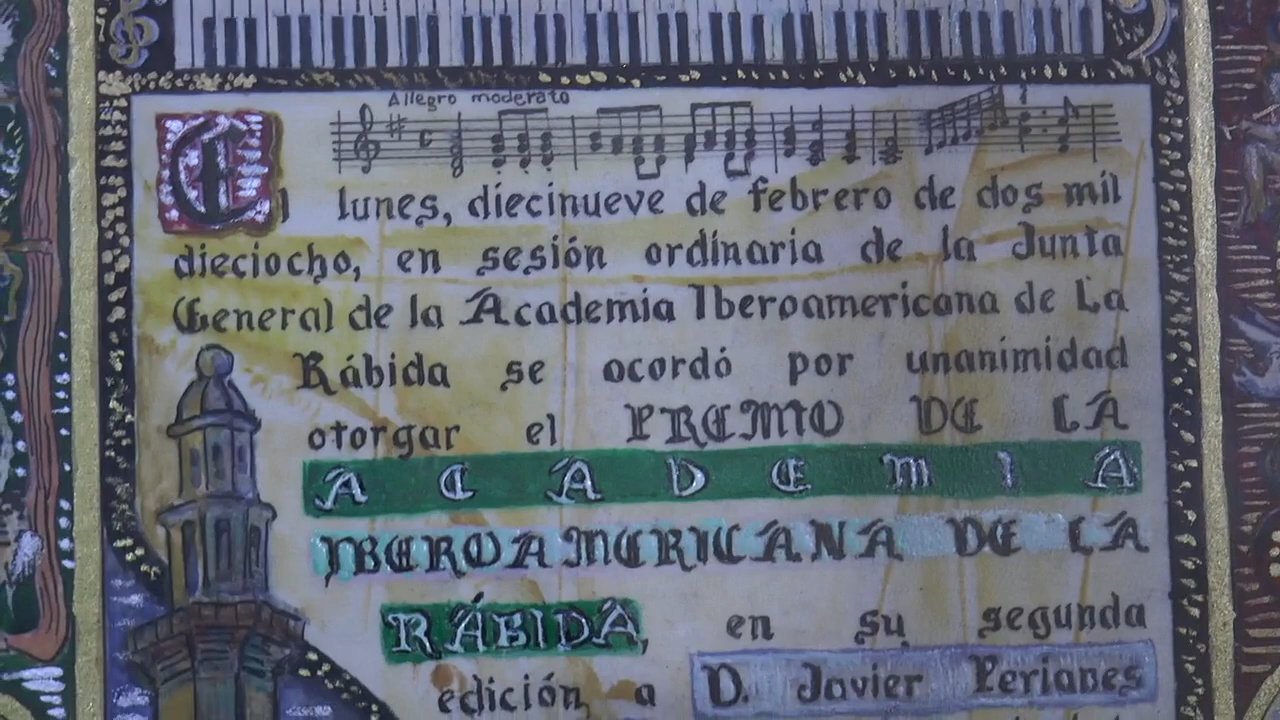 Allegro moderato
El lunes, diecinueve de febrero de dos mil
dieciocho, en sesión ordinaria de la Junta
General de la Academia Iberoamericana de La
Rábida se acordó por unanimidad
otorgar el PREMIO DE LA
ACADEMIA
IBEROAMERICANA DE LA
RÁBIDA, en su segunda
edición, a D. Javier Perianes